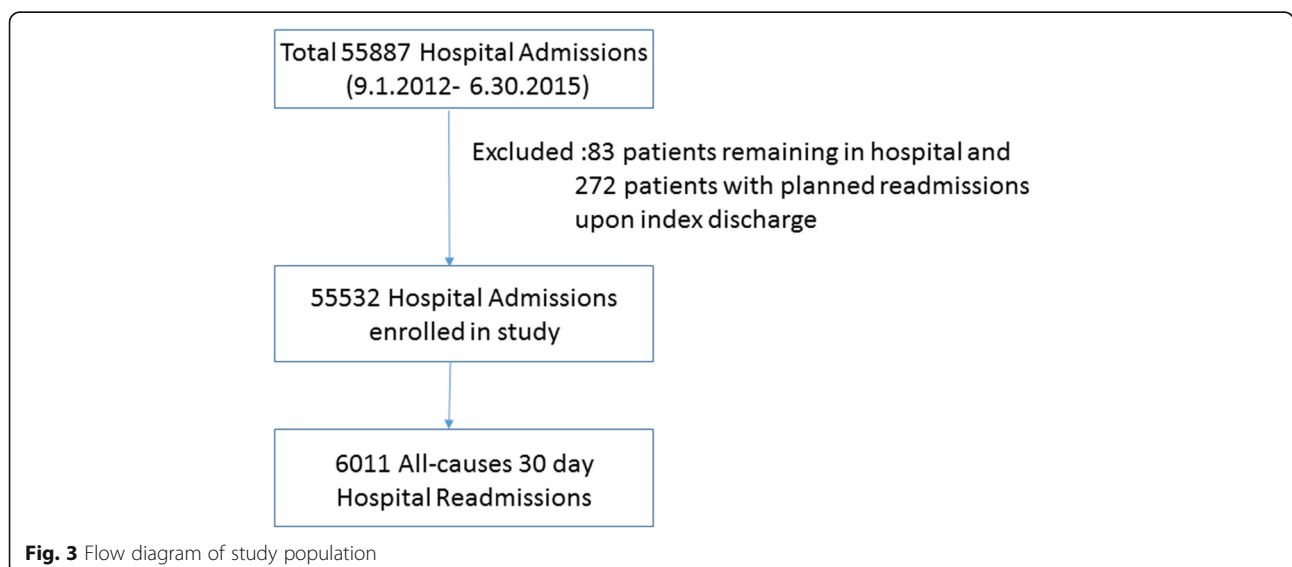 Total 55887 Hospital Admissions
(9.1.2012- 6.30.2015)
Excluded :83 patients remaining in hospital and
272 patients with planned readmissions
upon index discharge
55532 Hospital Admissions
enrolled in study
6011 All-causes 30 day
Hospital Readmissions
Fig. 3 Flow diagram of study population